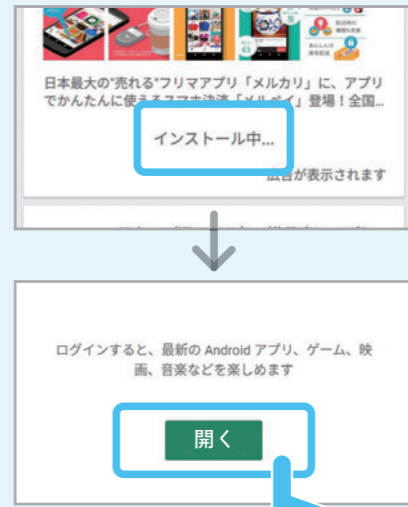 日本最大の"売れる"フリマアプリ「メルカリ」に、アプリ
でかんたんに使えるスマホ決済「メルペイ」登場！全国...
インストール中...
広告が表示されます
ログインすると、最新の Android アプリ、ゲーム、映
画、音楽などを楽しめます
開く